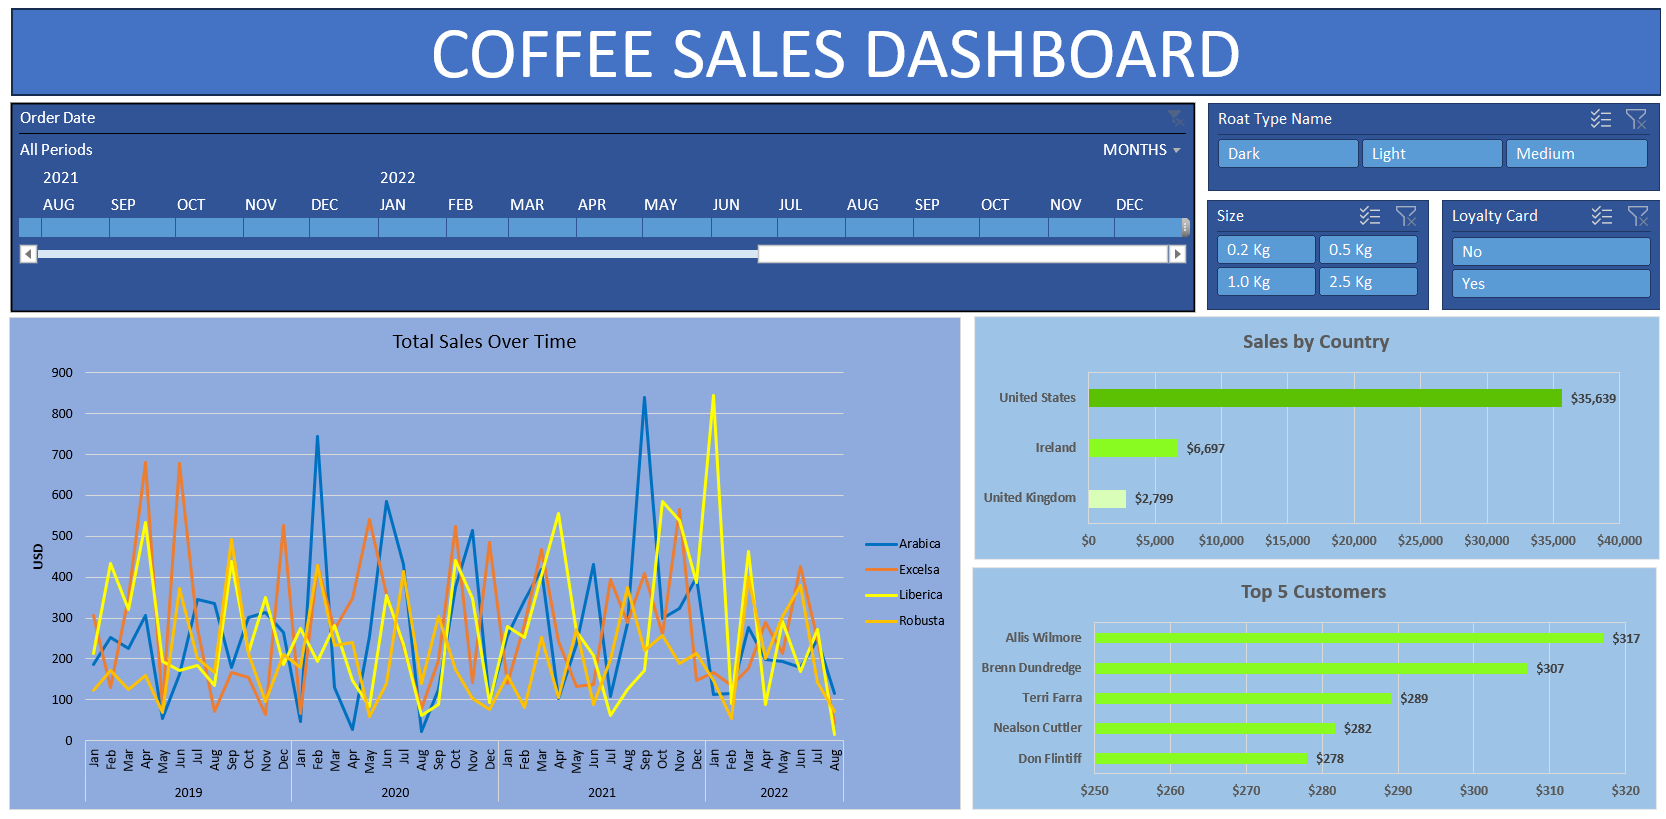 COFFEE SALES DASHBOARD
Order Date
All Periods MONTHS
2021 2022
AUG SEP OCT NOV DEC JAN FEB MAR APR MAY JUN JUL AUG SEP OCT NOV DEC
Roat Type Name
Dark Light Medium
Size
0.2 Kg 0.5 Kg
1.0 Kg 2.5 Kg
Loyalty Card
No
Yes
Total Sales Over Time
USD
900
800
700
600
500
400
300
200
100
0
Jan Feb Mar Apr May Jun Jul Aug Sep Oct Nov Dec Jan Feb Mar Apr May Jun Jul Aug Sep Oct Nov Dec Jan Feb Mar Apr May Jun Jul Aug Sep Oct Nov Dec Jan Feb Mar Apr May Jun Jul Aug
2019 2020 2021 2022
Arabica
Excelsa
Liberica
Robusta
Sales by Country
United States $35,639
Ireland $6,697
United Kingdom $2,799
$0 $5,000 $10,000 $15,000 $20,000 $25,000 $30,000 $35,000 $40,000
Top 5 Customers
Allis Wilmore $317
Brenn Dundredge $307
Terri Farra $289
Nealson Cuttler $282
Don Flintiff $278
$250 $260 $270 $280 $290 $300 $310 $320